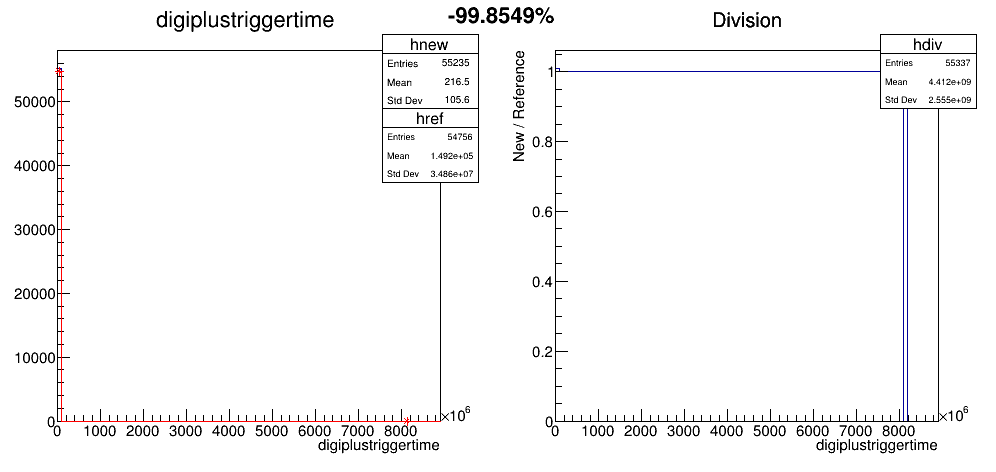 digiplustriggertime
-99.8549%
Division
hnew
Entries 55235
Mean 216.5
Std Dev 105.6
href
Entries 54756
Mean 1.492e+05
Std Dev 3.486e+07
50000
40000
30000
20000
10000
0
0 1000 2000 3000 4000 5000 6000 7000 8000
×10⁶
digiplustriggertime
hdiv
Entries 55337
Mean 4.412e+09
Std Dev 2.555e+09
New / Reference
1
0.8
0.6
0.4
0.2
0
0 1000 2000 3000 4000 5000 6000 7000 8000
×10⁶
digiplustriggertime